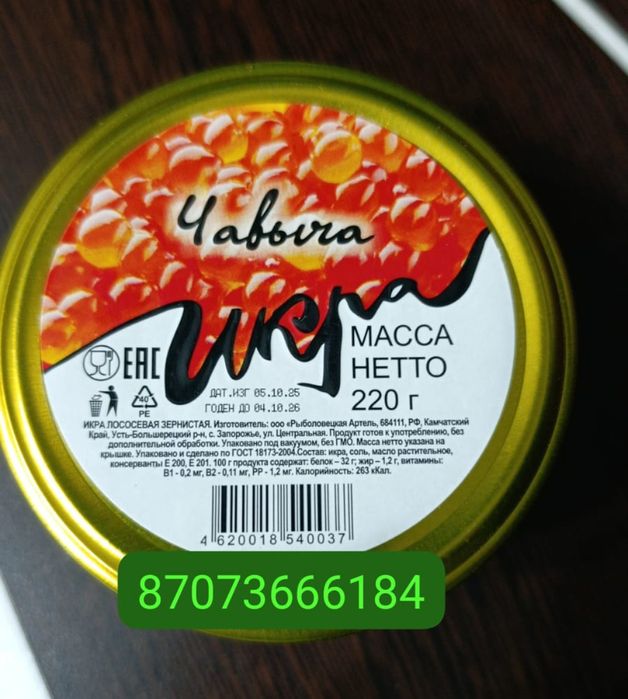 Чавыча
икра
МАССА
НЕТТО
220 г
EAC
ДАТ.ИЗГ 05.10.25
ГОДЕН ДО 04.10.26
40
PE
ИКРА ЛОСОСЕВАЯ ЗЕРНИСТАЯ. Изготовитель: ооо «Рыболовецкая Артель, 684111, РФ, Камчатский
Край, Усть-Большерецкий р-н, с. Запорожье, ул. Центральная. Продукт готов к употреблению, без
дополнительной обработки. Упаковано под вакуумом, без ГМО. Масса нетто указана на
крышке. Упаковано и сделано по ГОСТ 18173-2004.Состав: икра, соль, масло растительное,
консерванты Е 200, Е 201. 100 г продукта содержат: белок – 32 г; жир – 1,2 г, витамины:
В1 - 0,2 мг, В2 - 0,11 мг, РР - 1,2 мг. Калорийность: 263 кКал.
4 620018 540037
87073666184